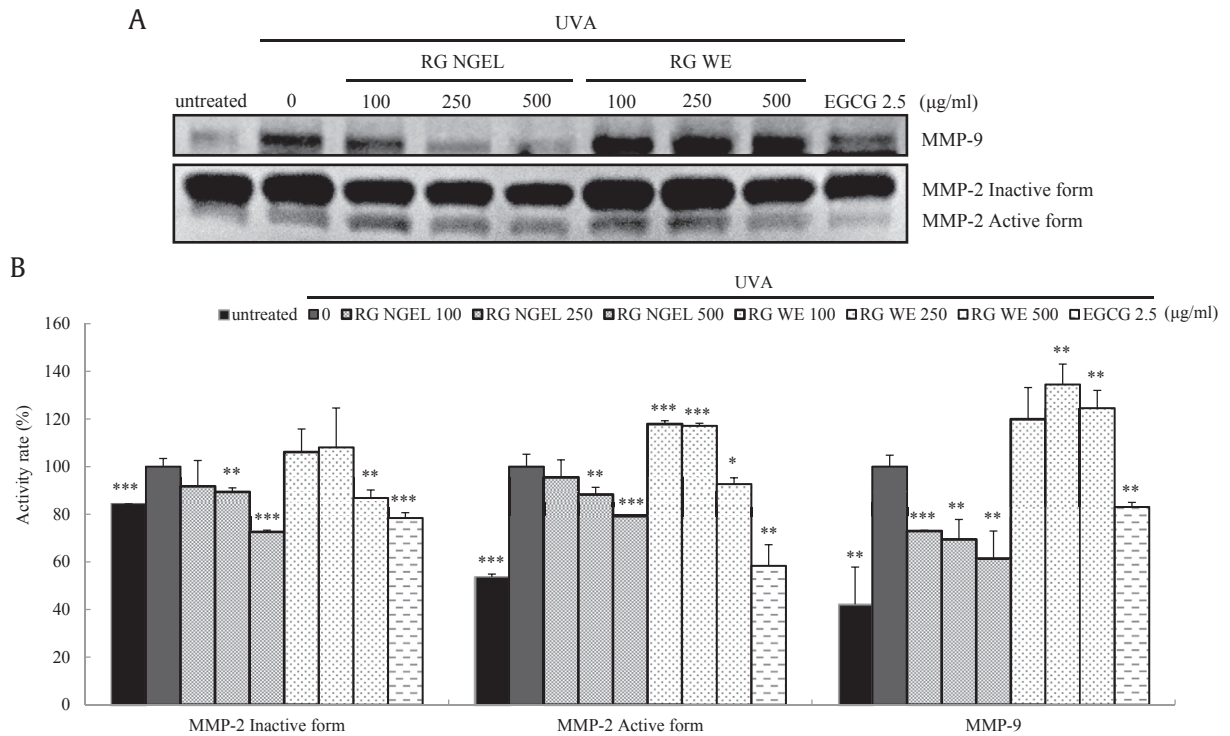 A
UVA
RG NGEL RG WE
untreated 0 100 250 500 100 250 500 EGCG 2.5 (μg/ml)
MMP-9
MMP-2 Inactive form
MMP-2 Active form
B
UVA
untreated 0 RG NGEL 100 RG NGEL 250 RG NGEL 500 RG WE 100 RG WE 250 RG WE 500 EGCG 2.5 (μg/ml)
Activity rate (%)
160
140
120
100
80
60
40
20
0
*** ** *** ** ***
*** ** *** *** *** * **
** *** ** ** ** ** **
MMP-2 Inactive form MMP-2 Active form MMP-9